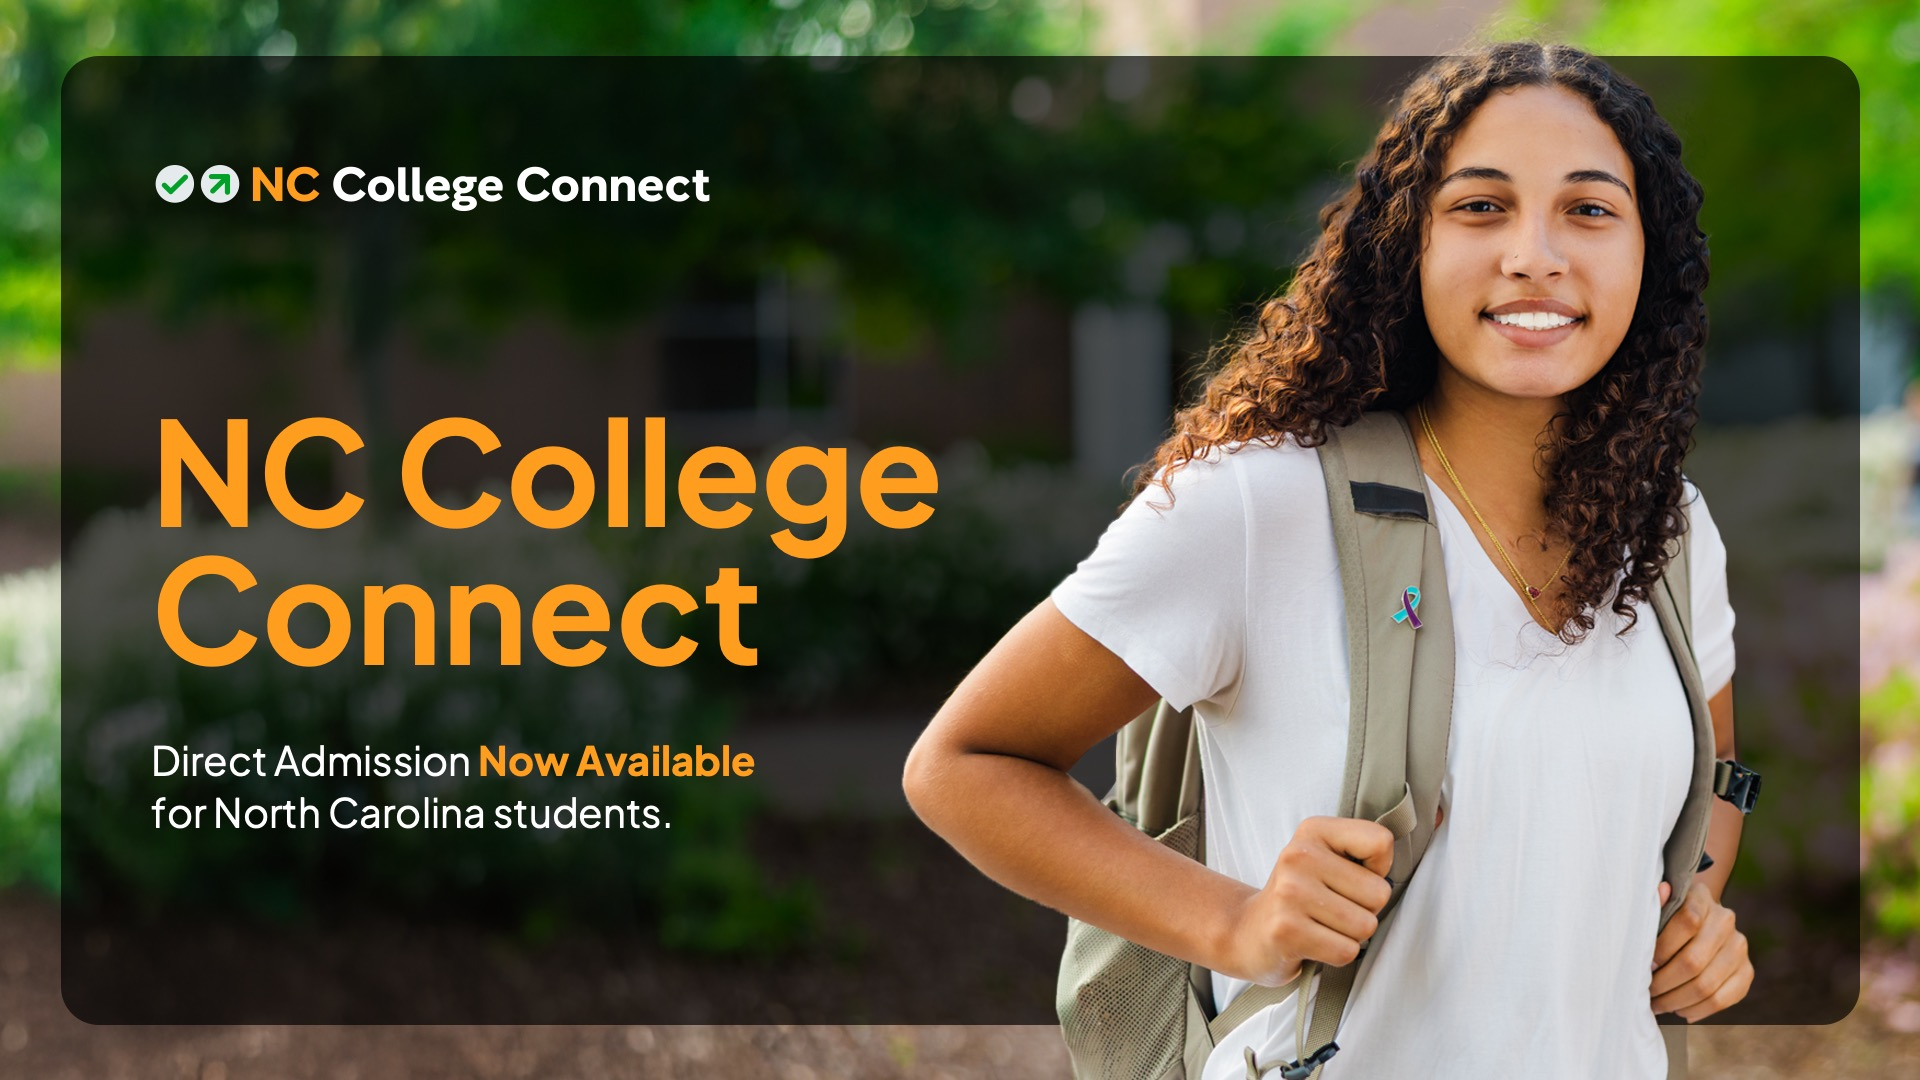 NC College Connect
NC College
Connect
Direct Admission Now Available
for North Carolina students.